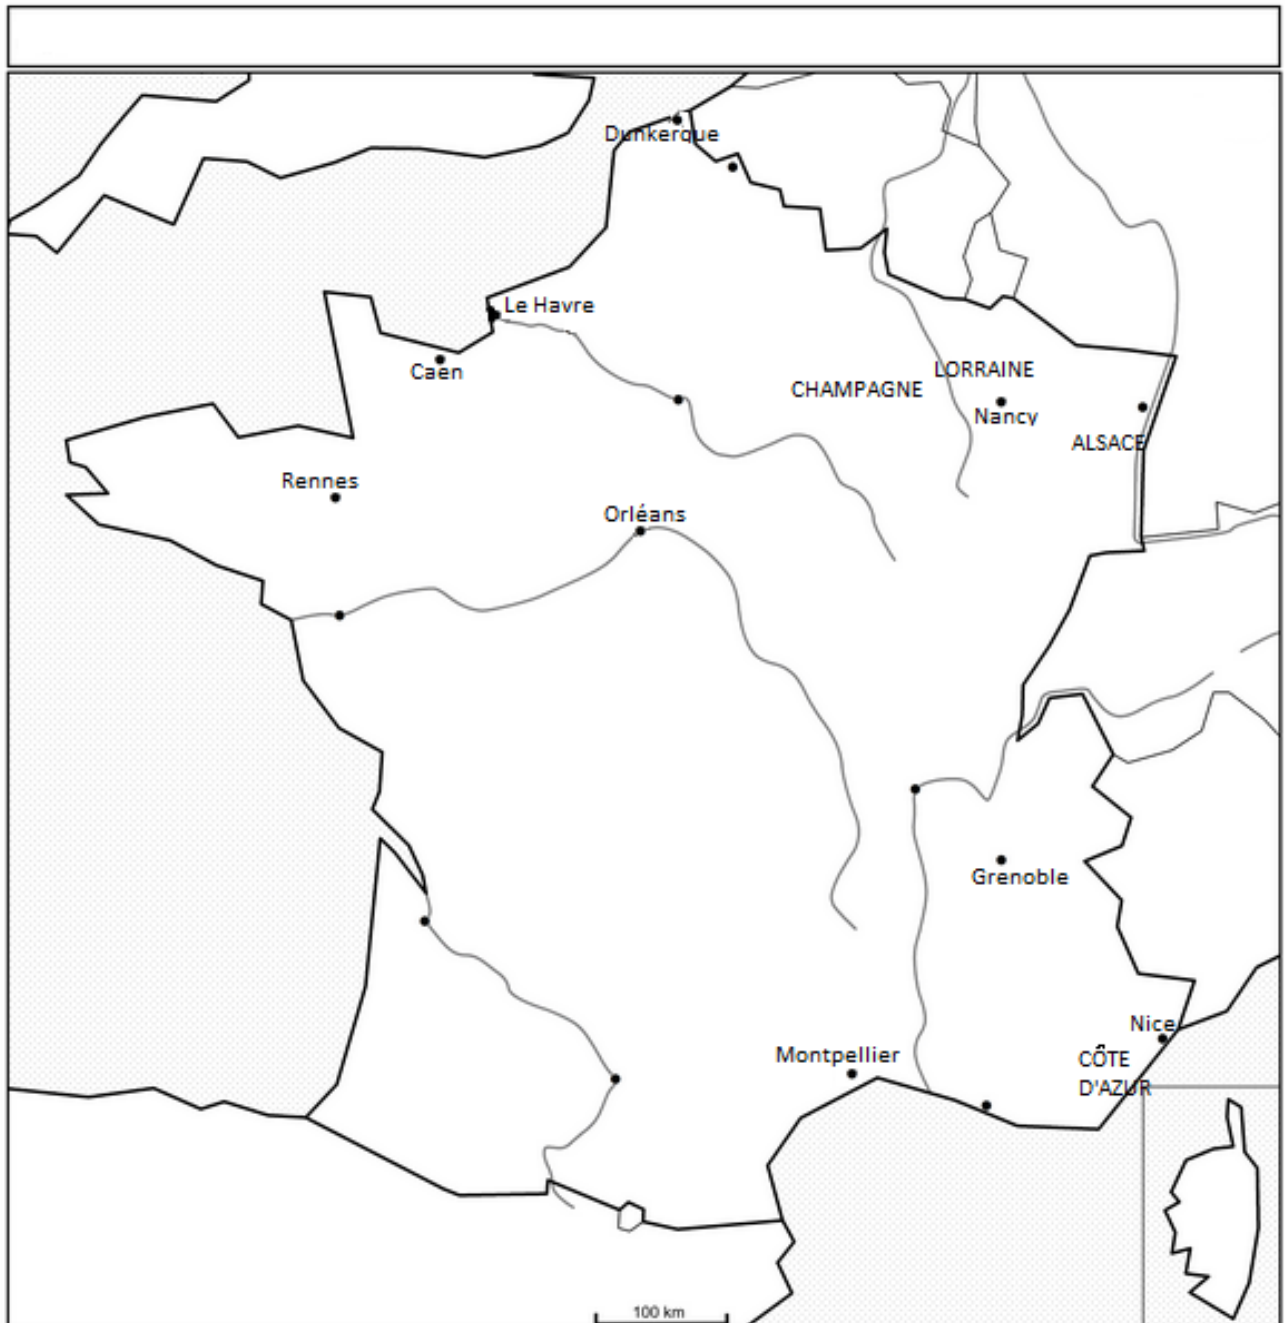 Dunkerque
Le Havre
Caen
LORRAINE
CHAMPAGNE
Nancy
ALSACE
Rennes
Orléans
Grenoble
Nice
Montpellier
CÔTE
D'AZUR
100 km